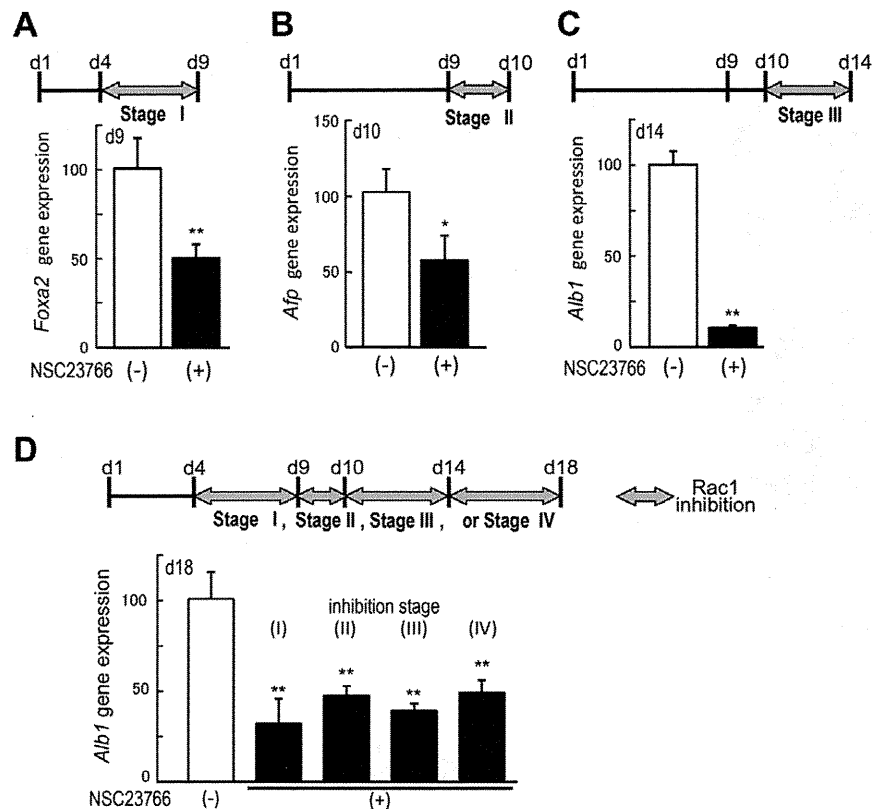 A
d1 d4 d9
Stage I
d9
100
50
0
Foxa2 gene expression
**
NSC23766 (-) (+)
B
d1 d9 d10
Stage II
d10
150
100
50
0
Afp gene expression
*
(-) (+)
C
d1 d9 d10 d14
Stage III
d14
100
50
0
Alb1 gene expression
**
NSC23766 (-) (+)
D
d1 d4 d9 d10 d14 d18
Stage I , Stage II , Stage III , or Stage IV
Rac1
inhibition
d18
100
50
0
Alb1 gene expression
inhibition stage
(I) (II) (III) (IV)
** ** ** **
NSC23766 (-) (+)